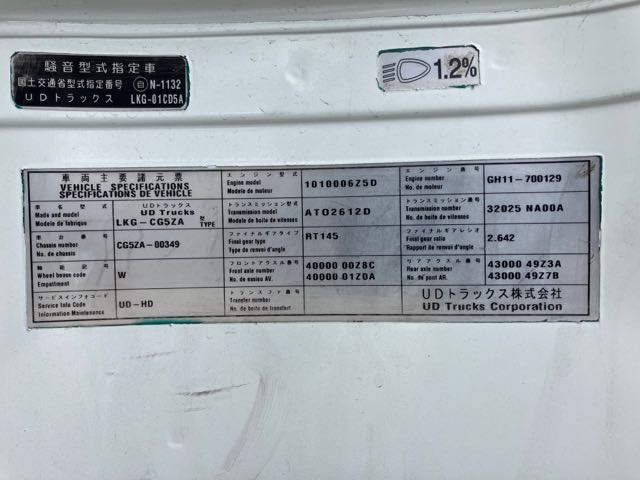 騒音型式指定車
国土交通省型式指定番号 自 N-1132
UDトラックス LKG-01CD5A
1.2%
車両主要諸元票
VEHICLE SPECIFICATIONS
SPECIFICATIONS DE VEHICULE
車名型式
Make and model
Modele de fabrique
UDトラックス
UD Trucks
LKG-CG5ZA 型 TYPE
車台番号
Chassis number
No. de chassis
CG5ZA-00349
軸距記号
Wheel bease code
Empattement
W
サービスインフォコード
Service Info Code
Information Maintenance
UD-HD
エンジン型式
Engine model
Modele de moteur
1010006Z5D
トランスミッション型式
Transmission model
Modele de boite de vitesses
ATO2612D
ファイナルギアタイプ
Final gear type
Type de renvoi d'angle
RT145
フロントアクスル番号
Front axle number
No. de essieu AV.
40000 00Z8C
40000 01Z0A
トランスファ番号
Transfer number
No. de boite de transfert
エンジン番号
Engine number
No. de moteur
GH11-700129
トランスミッション番号
Transmission number
No. de boite de vitesses
32025 NA00A
ファイナルギアレシオ
Final gear ratio
Rapport de renvoi d'angle
2.642
リアアクスル番号
Rear axle number
No. de pont AR.
43000 49Z3A
43000 49Z7B
UDトラックス株式会社
UD Trucks Corporation